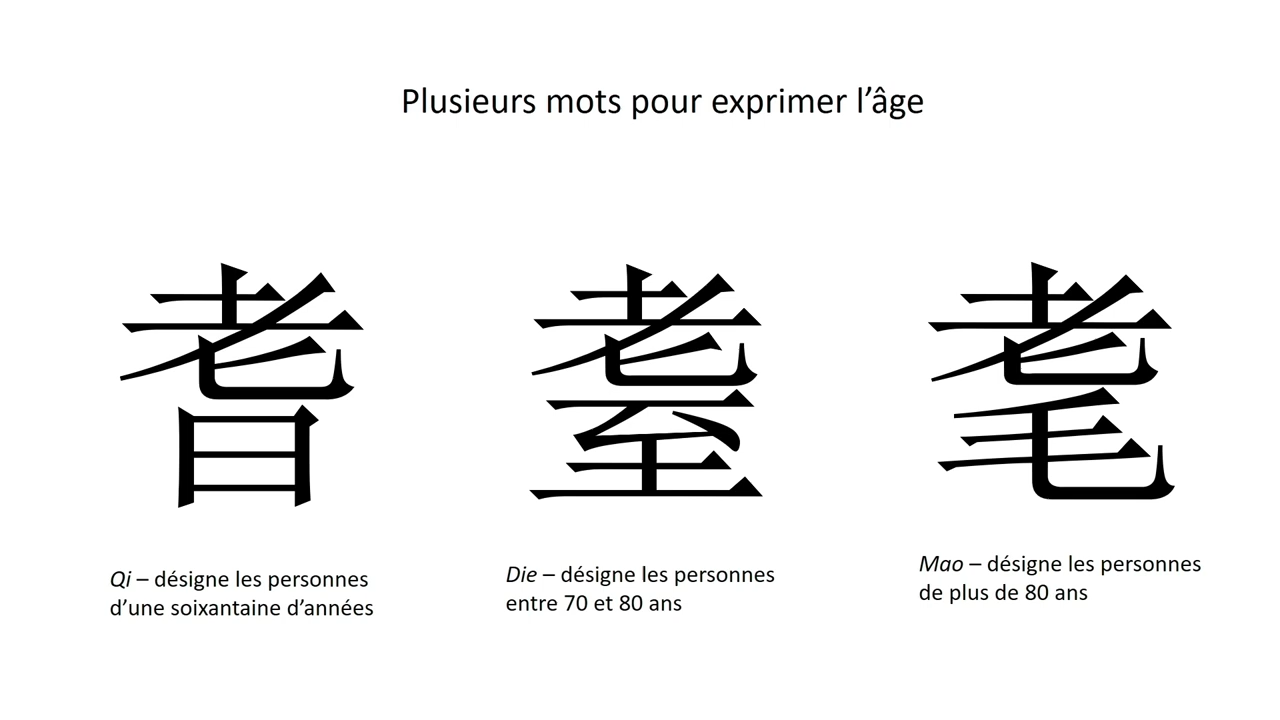 Plusieurs mots pour exprimer l’âge
耆 耋 耄
Qi – désigne les personnes
d’une soixantaine d’années
Die – désigne les personnes
entre 70 et 80 ans
Mao – désigne les personnes
de plus de 80 ans